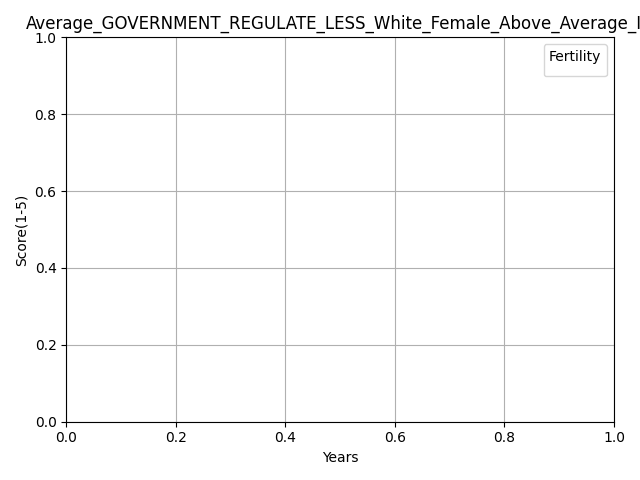 Average_GOVERNMENT_REGULATE_LESS_White_Female_Above_Average_I
Fertility
Score(1-5)
1.0
0.8
0.6
0.4
0.2
0.0
0.0 0.2 0.4 0.6 0.8 1.0
Years